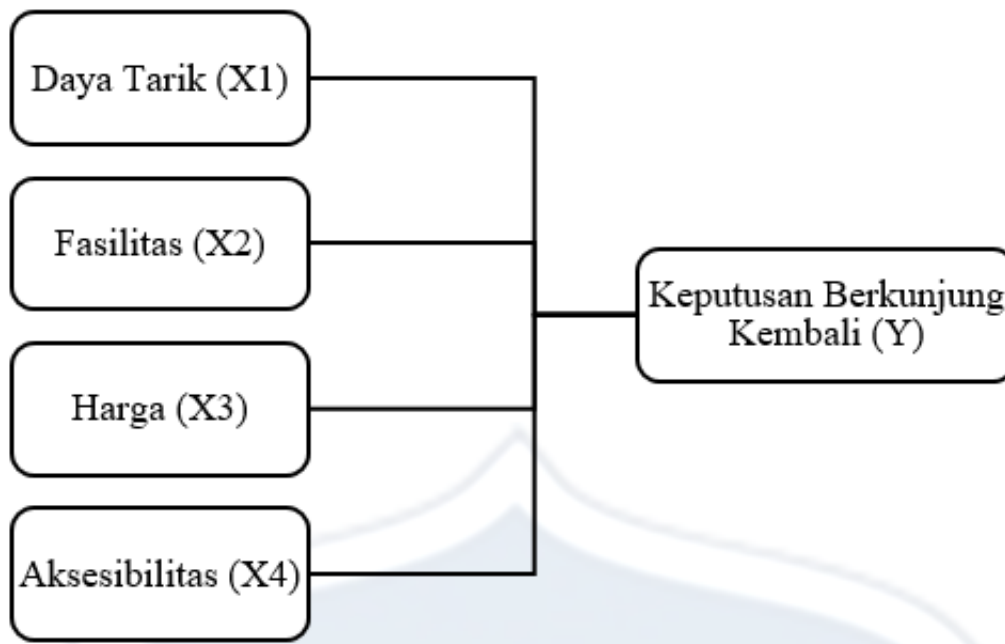 Daya Tarik (X1)
Fasilitas (X2)
Harga (X3)
Aksesibilitas (X4)
Keputusan Berkunjung
Kembali (Y)